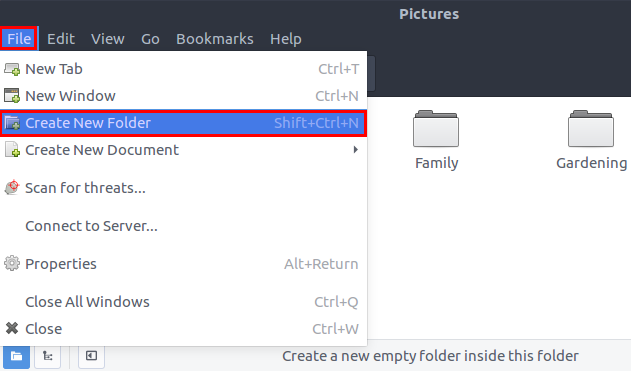 Pictures
File Edit View Go Bookmarks Help
New Tab Ctrl+T
New Window Ctrl+N
Create New Folder Shift+Ctrl+N
Create New Document
Scan for threats...
Connect to Server...
Properties Alt+Return
Close All Windows Ctrl+Q
Close Ctrl+W
Family Gardening
Create a new empty folder inside this folder